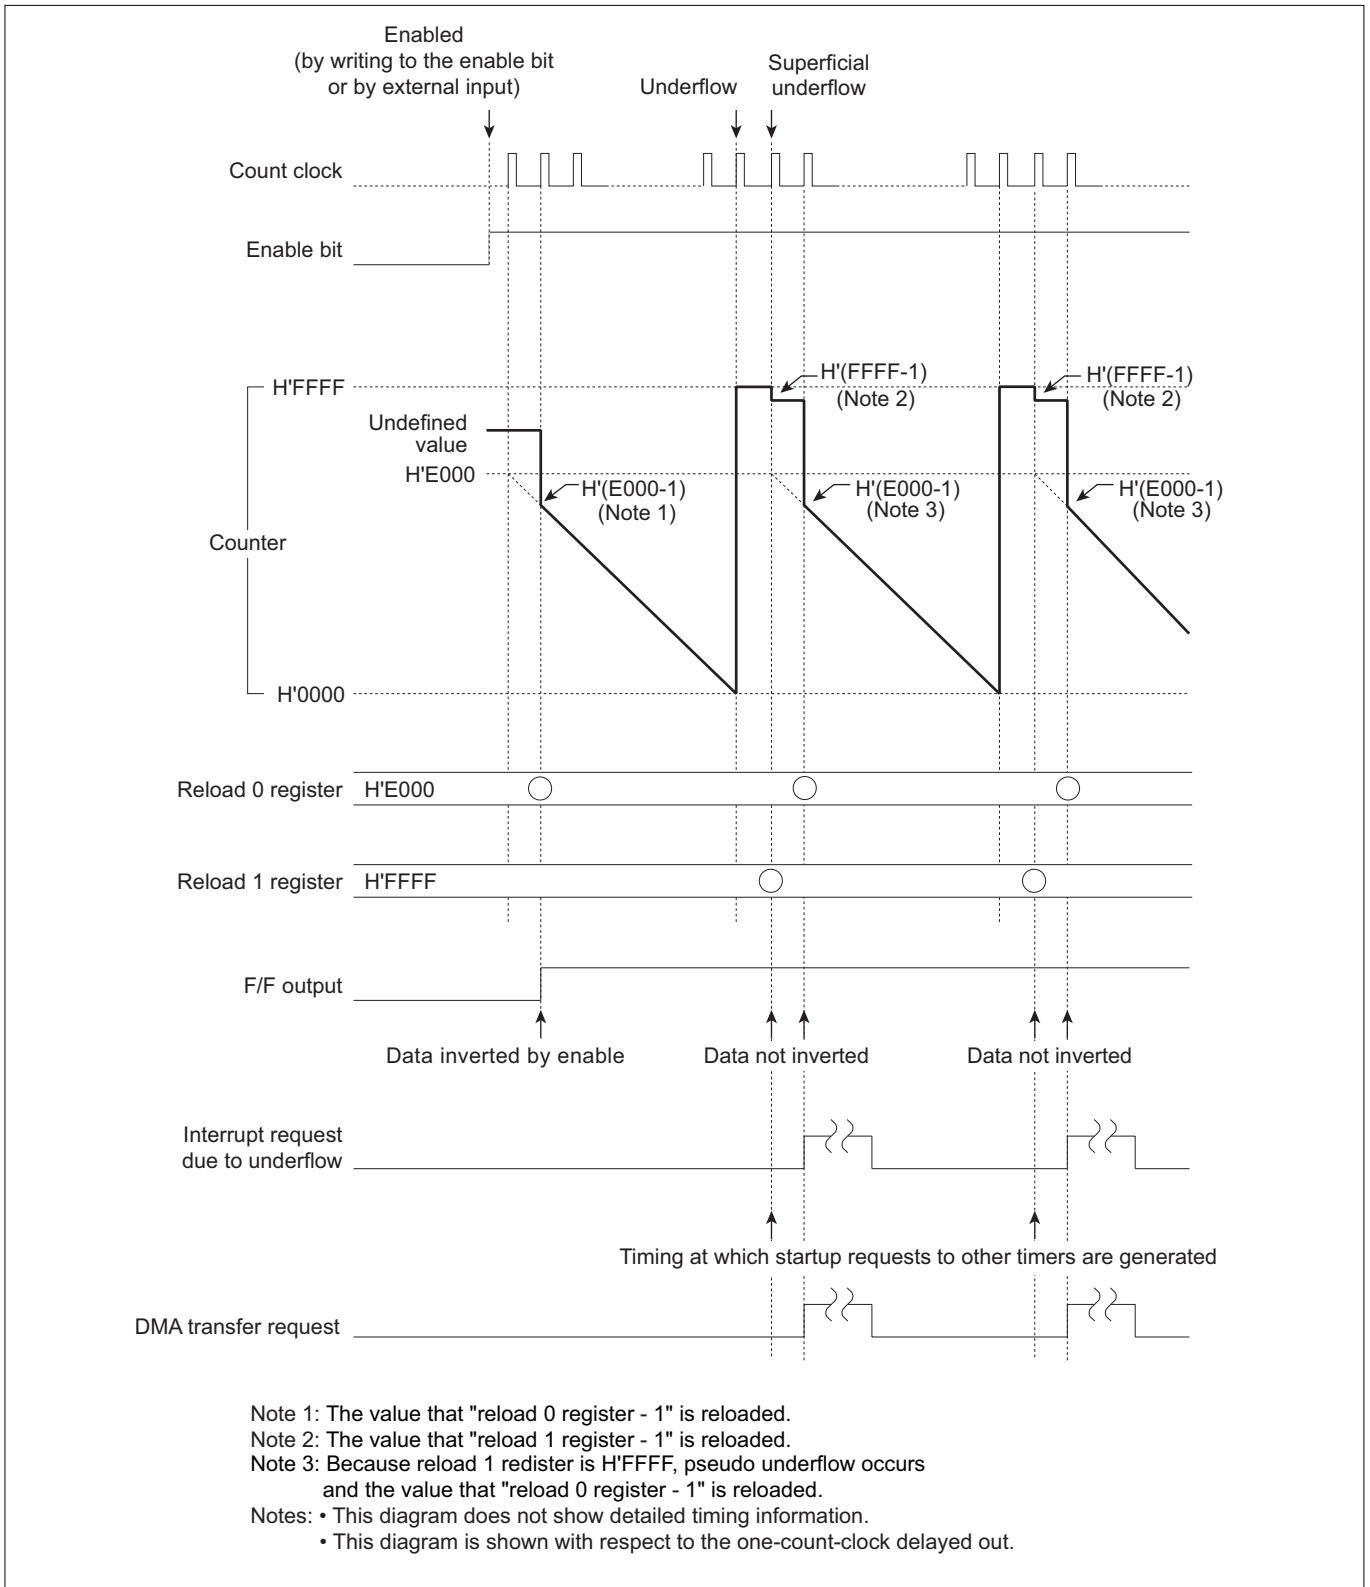 Enabled
(by writing to the enable bit
or by external input)
Underflow
Superficial
underflow
Count clock
Enable bit
H'FFFF
H'(FFFF-1)
(Note 2)
H'(FFFF-1)
(Note 2)
Undefined
value
H'E000
H'(E000-1)
(Note 1)
H'(E000-1)
(Note 3)
H'(E000-1)
(Note 3)
Counter
H'0000
Reload 0 register
H'E000
Reload 1 register
H'FFFF
F/F output
Data inverted by enable
Data not inverted
Data not inverted
Interrupt request
due to underflow
Timing at which startup requests to other timers are generated
DMA transfer request
Note 1: The value that "reload 0 register - 1" is reloaded.
Note 2: The value that "reload 1 register - 1" is reloaded.
Note 3: Because reload 1 redister is H'FFFF, pseudo underflow occurs
and the value that "reload 0 register - 1" is reloaded.
Notes: • This diagram does not show detailed timing information.
• This diagram is shown with respect to the one-count-clock delayed out.